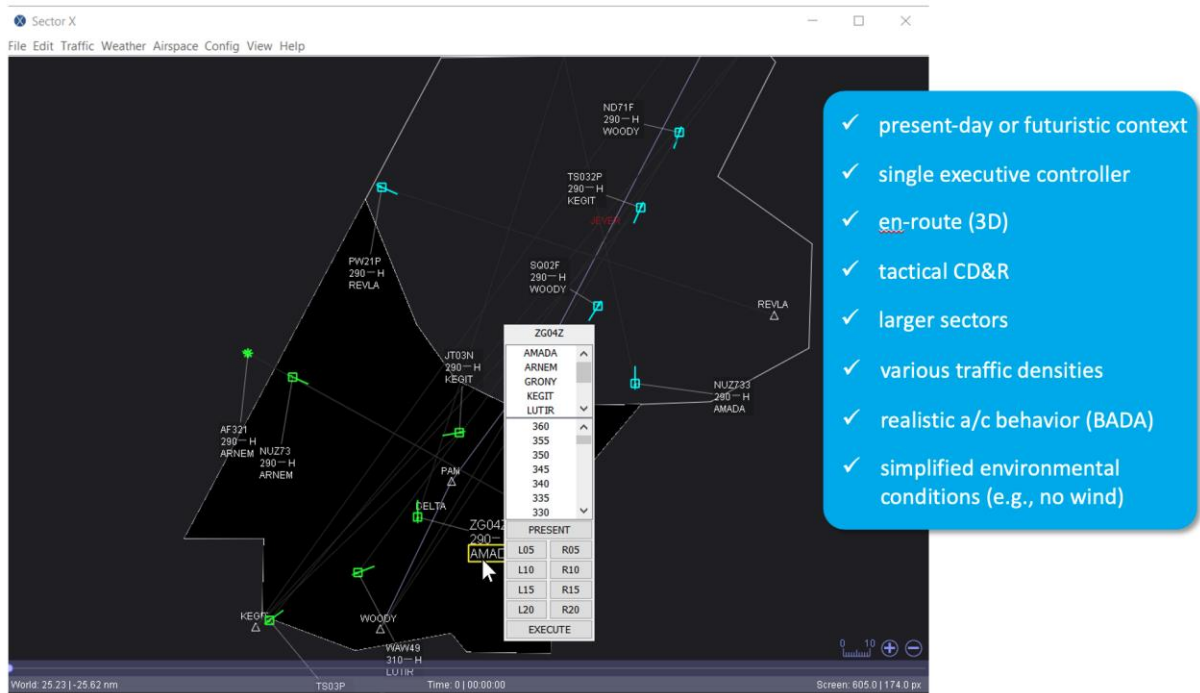 Sector X
File Edit Traffic Weather Airspace Config View Help
ND71F
290—H
WOODY
TS032P
290—H
KEGIT
JEVER
PW21P
290—H
REVLA
SQ02F
290—H
WOODY
REVLA
ZG04Z
AMADA
ARNEM
GRONY
KEGIT
LUTIR
360
355
350
345
340
335
330
PRESENT
L05 R05
L10 R10
L15 R15
L20 R20
EXECUTE
JT03N
290—H
KEGIT
NUZ733
290—H
AMADA
AF321
290—H
ARNEM
NUZ73
290—H
ARNEM
PAM
DELTA
ZG04Z
290—
AMAD
KEGIT
WOODY
WAW49
310—H
LUTIR
TS03P
0 10
World: 25.23 | -25.62 nm
Time: 0 | 00:00:00
Screen: 605.0 | 174.0 px
✓ present-day or futuristic context
✓ single executive controller
✓ en-route (3D)
✓ tactical CD&R
✓ larger sectors
✓ various traffic densities
✓ realistic a/c behavior (BADA)
✓ simplified environmental
conditions (e.g., no wind)